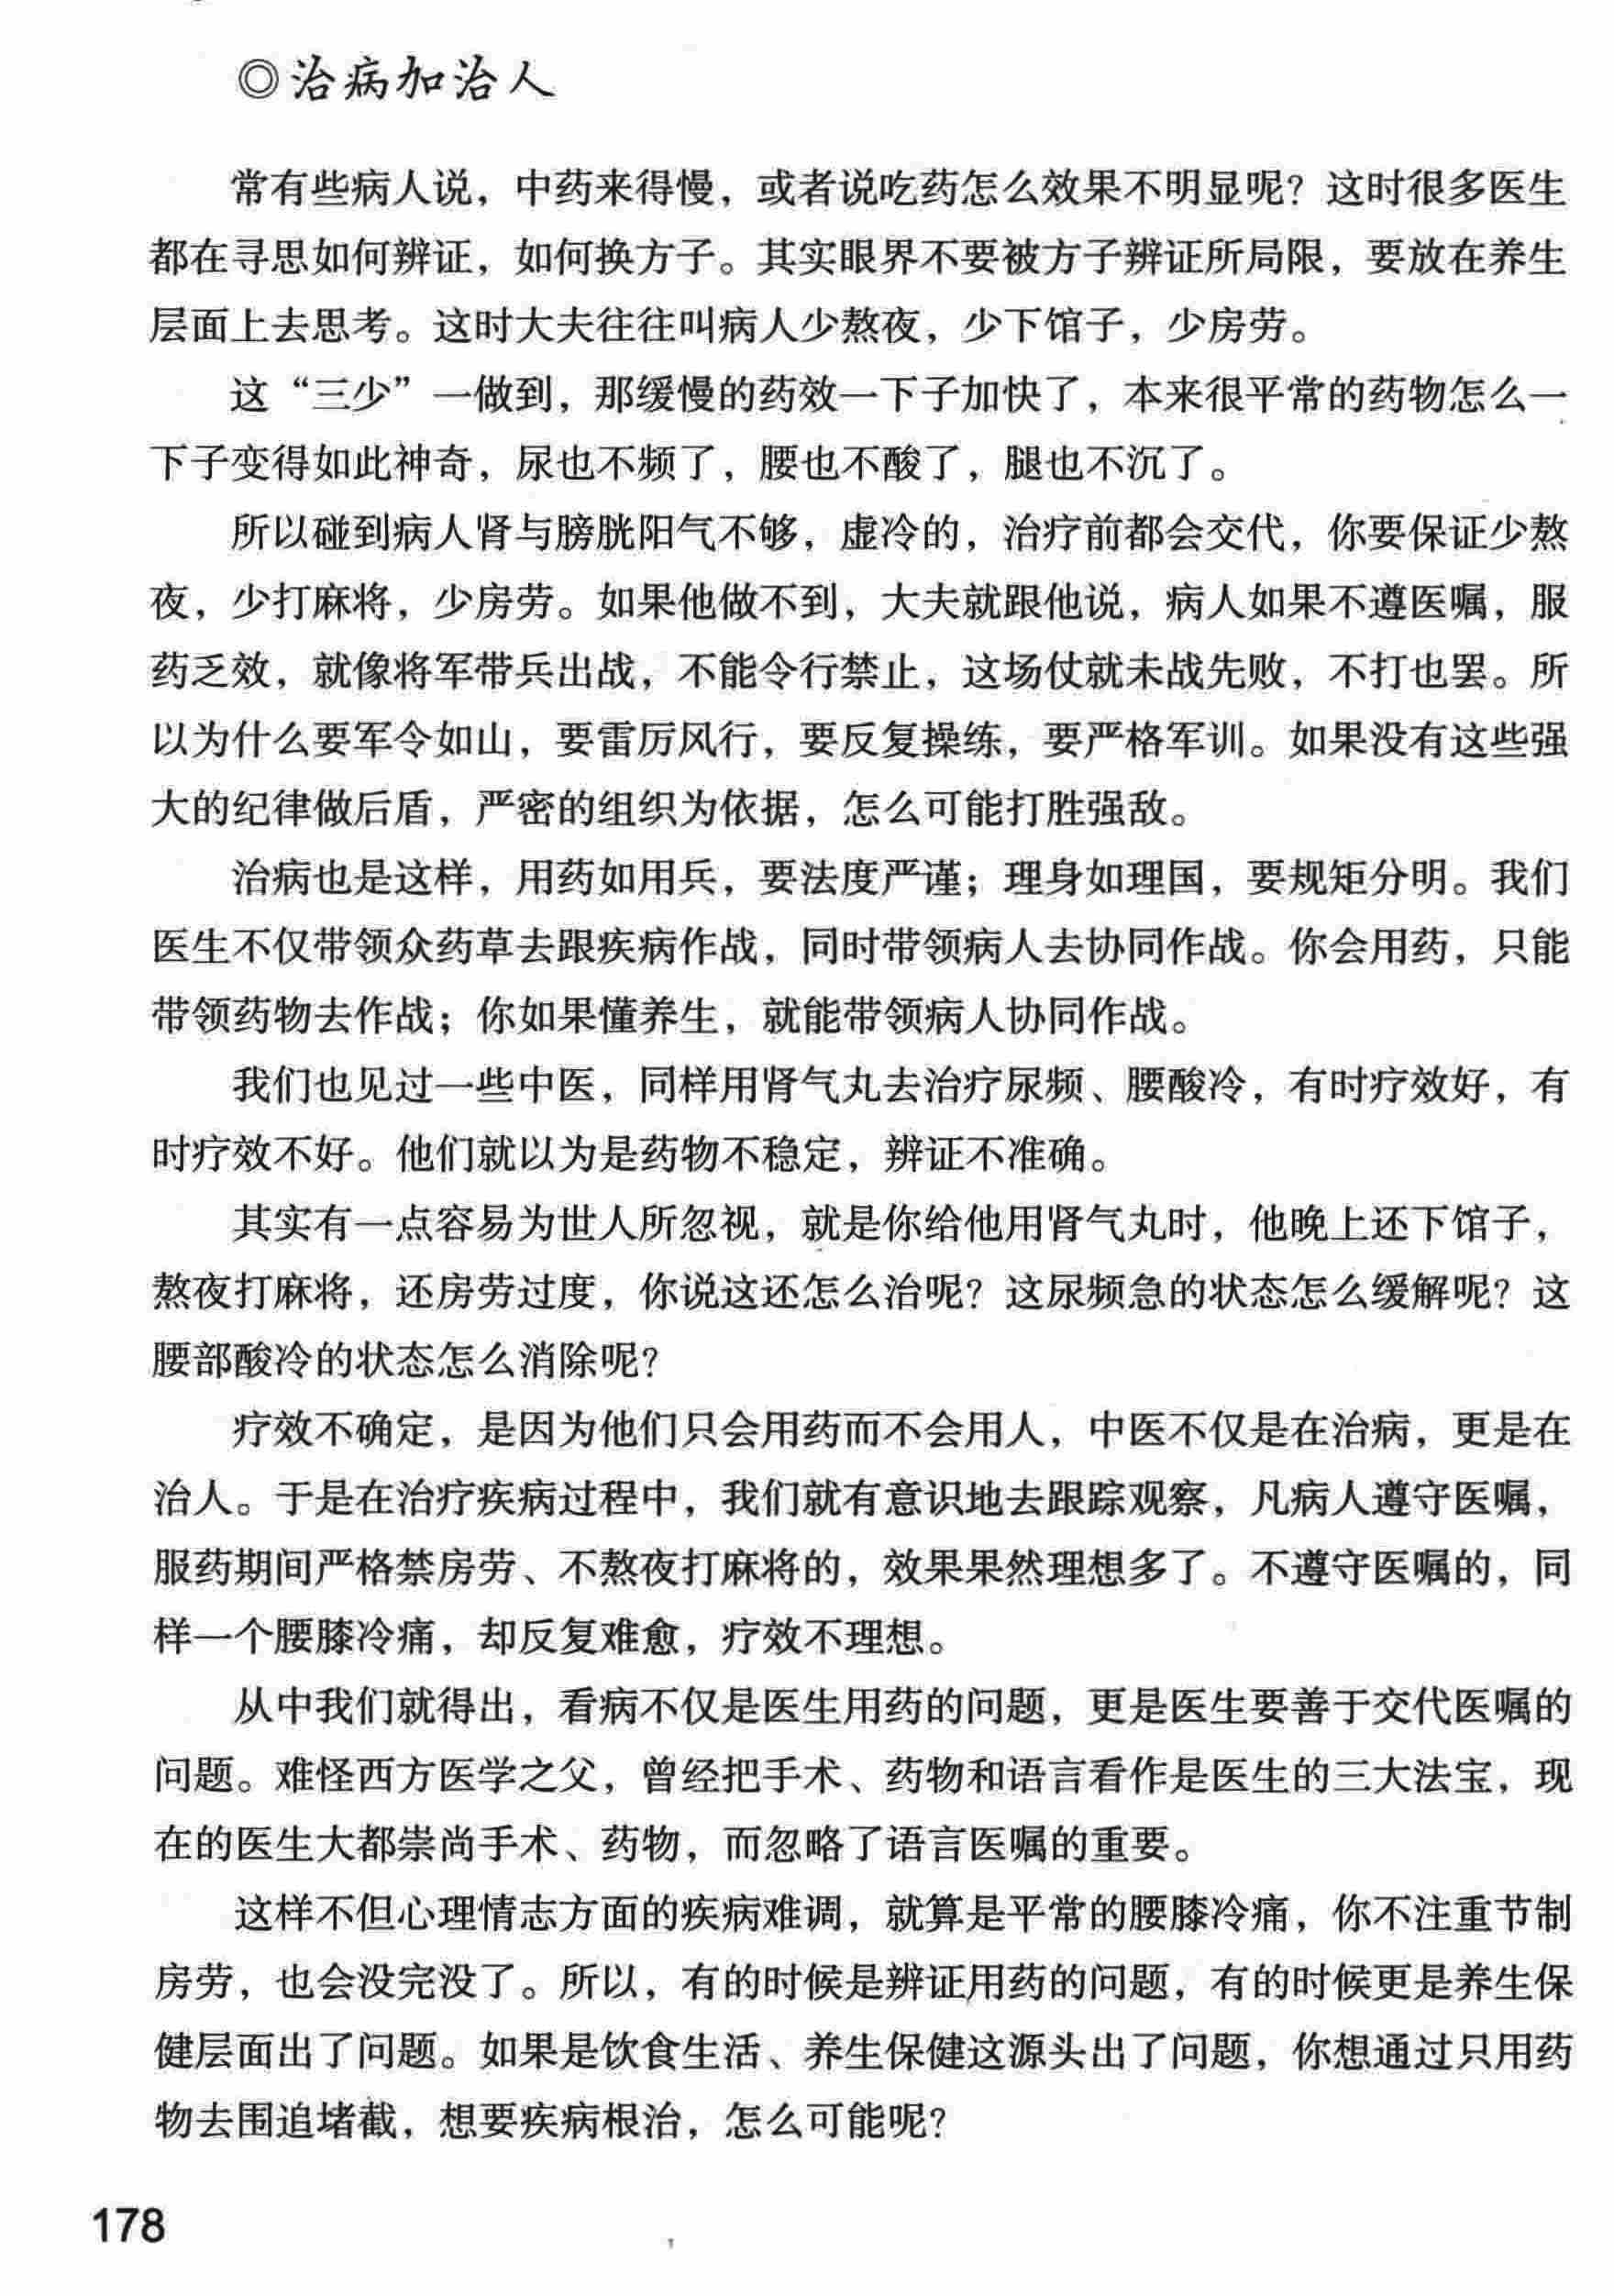 ◎治病加治人
常有些病人说，中药来得慢，或者说吃药怎么效果不明显呢？这时很多医生
都在寻思如何辨证，如何换方子。其实眼界不要被方子辨证所局限，要放在养生
层面上去思考。这时大夫往往叫病人少熬夜，少下馆子，少房劳。
这“三少”一做到，那缓慢的药效一下子加快了，本来很平常的药物怎么一
下子变得如此神奇，尿也不频了，腰也不酸了，腿也不沉了。
所以碰到病人肾与膀胱阳气不够，虚冷的，治疗前都会交代，你要保证少熬
夜，少打麻将，少房劳。如果他做不到，大夫就跟他说，病人如果不遵医嘱，服
药乏效，就像将军带兵出战，不能令行禁止，这场仗就未战先败，不打也罢。所
以为什么要军令如山，要雷厉风行，要反复操练，要严格军训。如果没有这些强
大的纪律做后盾，严密的组织为依据，怎么可能打胜强敌。
治病也是这样，用药如用兵，要法度严谨；理身如理国，要规矩分明。我们
医生不仅带领众药草去跟疾病作战，同时带领病人去协同作战。你会用药，只能
带领药物去作战；你如果懂养生，就能带领病人协同作战。
我们也见过一些中医，同样用肾气丸去治疗尿频、腰酸冷，有时疗效好，有
时疗效不好。他们就以为是药物不稳定，辨证不准确。
其实有一点容易为世人所忽视，就是你给他用肾气丸时，他晚上还下馆子，
熬夜打麻将，还房劳过度，你说这还怎么治呢？这尿频急的状态怎么缓解呢？这
腰部酸冷的状态怎么消除呢？
疗效不确定，是因为他们只会用药而不会用人，中医不仅是在治病，更是在
治人。于是在治疗疾病过程中，我们就有意识地去跟踪观察，凡病人遵守医嘱，
服药期间严格禁房劳、不熬夜打麻将的，效果果然理想多了。不遵守医嘱的，同
样一个腰膝冷痛，却反复难愈，疗效不理想。
从中我们就得出，看病不仅是医生用药的问题，更是医生要善于交代医嘱的
问题。难怪西方医学之父，曾经把手术、药物和语言看作是医生的三大法宝，现
在的医生大都崇尚手术、药物，而忽略了语言医嘱的重要。
这样不但心理情志方面的疾病难调，就算是平常的腰膝冷痛，你不注重节制
房劳，也会没完没了。所以，有的时候是辨证用药的问题，有的时候更是养生保
健层面出了问题。如果是饮食生活、养生保健这源头出了问题，你想通过只用药
物去围追堵截，想要疾病根治，怎么可能呢？
178